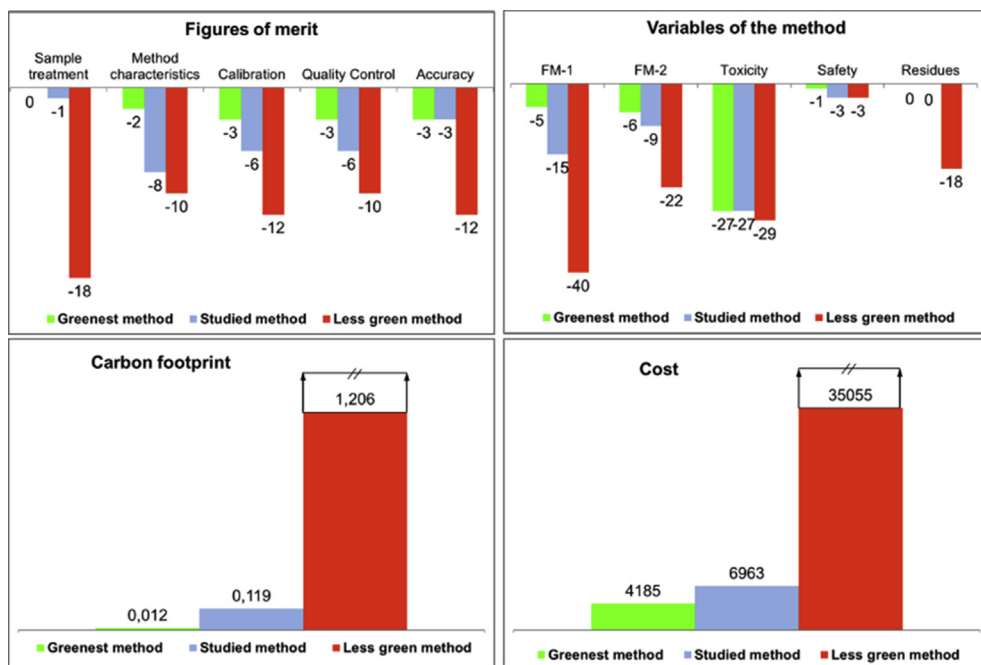 Figures of merit
Sample treatment
Method characteristics
Calibration
Quality Control
Accuracy
0
-1
-18
-2
-8
-10
-3
-6
-12
-3
-6
-10
-3
-3
-12
Greenest method
Studied method
Less green method
Variables of the method
FM-1
FM-2
Toxicity
Safety
Residues
-5
-15
-40
-6
-9
-22
-27
-27
-29
-1
-3
-3
0
0
-18
Greenest method
Studied method
Less green method
Carbon footprint
1,206
0,119
0,012
Greenest method
Studied method
Less green method
Cost
35055
6963
4185
Greenest method
Studied method
Less green method